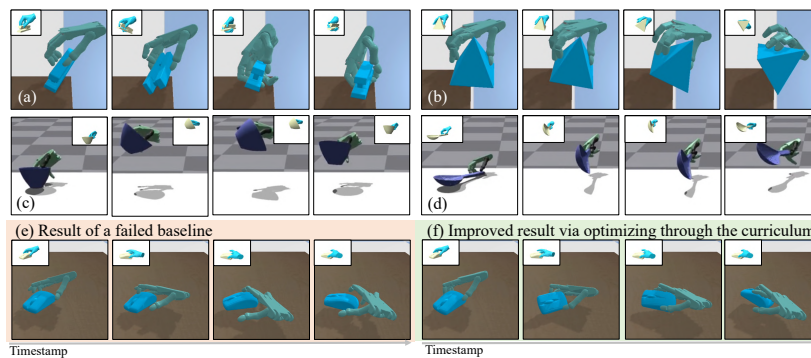 (a)
(b)
(c)
(d)
(e) Result of a failed baseline
(f) Improved result via optimizing through the curriculum
Timestamp
Timestamp